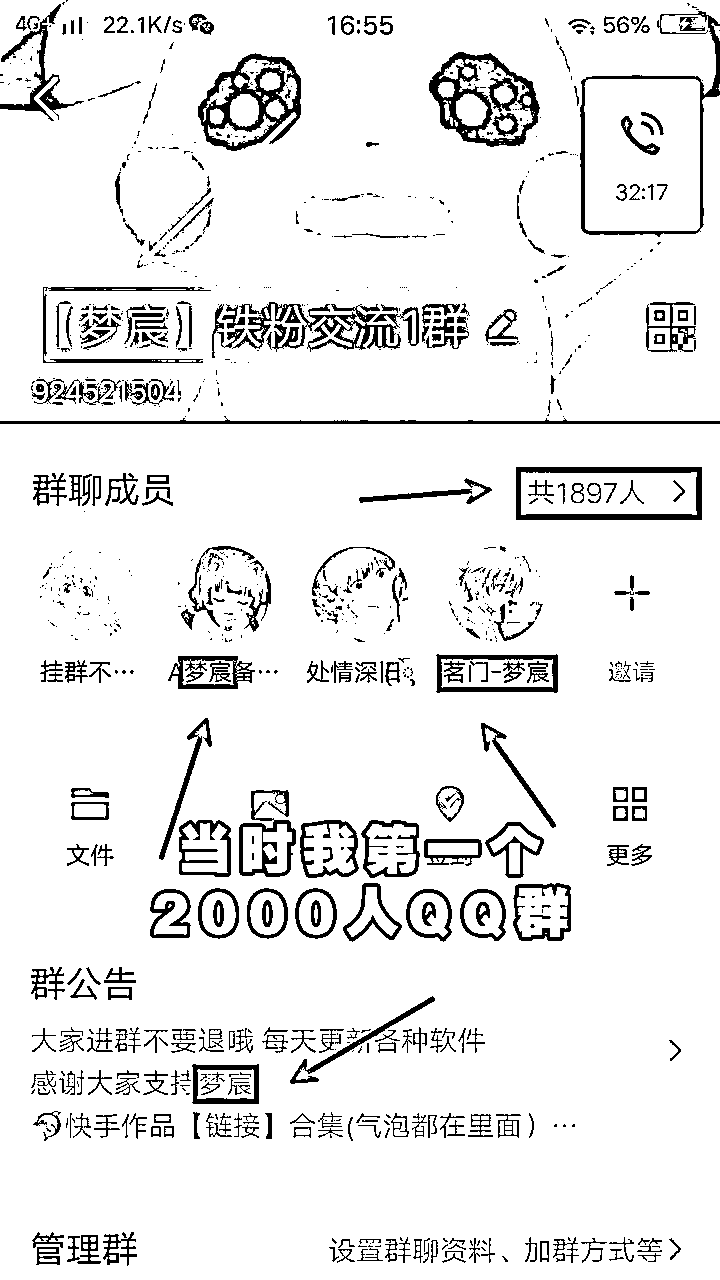 4G+ 22.1K/s 16:55 56%
32:17
【梦宸】铁粉交流1群
924521504
群聊成员 共1897人
挂群不… A梦宸备… 处情深旧 茗门-梦宸 邀请
文件 更多
当时我第一个
2000人QQ群
群公告
大家进群不要退哦 每天更新各种软件
感谢大家支持梦宸
快手作品【链接】合集(气泡都在里面）…
管理群 设置群聊资料、加群方式等